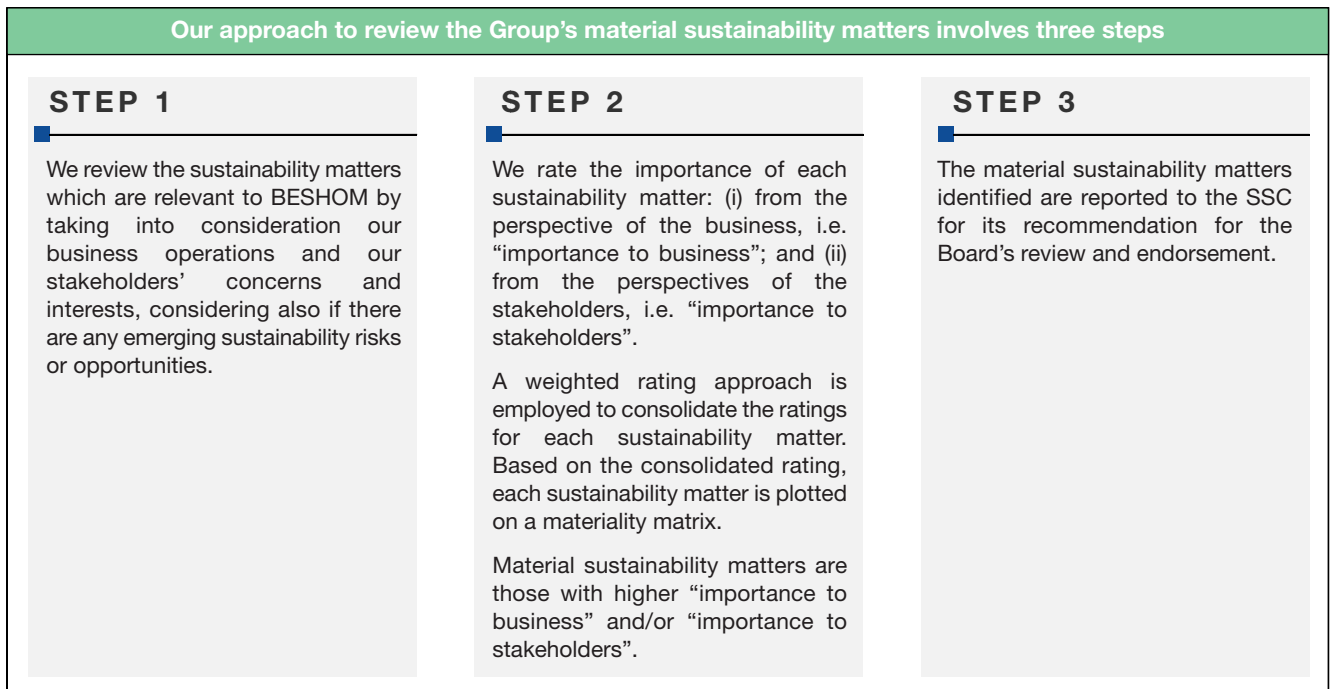 Our approach to review the Group's material sustainability matters involves three steps
STEP 1
We review the sustainability matters
which are relevant to BESHOM by
taking into consideration our
business operations and our
stakeholders' concerns and
interests, considering also if there
are any emerging sustainability risks
or opportunities.
STEP 2
We rate the importance of each
sustainability matter: (i) from the
perspective of the business, i.e.
“importance to business”; and (ii)
from the perspectives of the
stakeholders, i.e. “importance to
stakeholders”.
A weighted rating approach is
employed to consolidate the ratings
for each sustainability matter.
Based on the consolidated rating,
each sustainability matter is plotted
on a materiality matrix.
Material sustainability matters are
those with higher “importance to
business” and/or “importance to
stakeholders”.
STEP 3
The material sustainability matters
identified are reported to the SSC
for its recommendation for the
Board's review and endorsement.